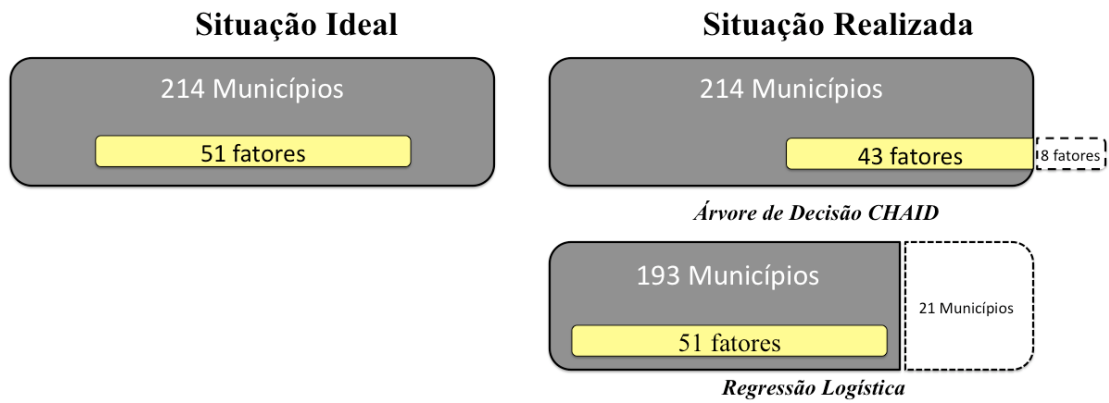 Situação Ideal
214 Municípios
51 fatores
Situação Realizada
214 Municípios
43 fatores
8 fatores
Árvore de Decisão CHAID
193 Municípios
51 fatores
21 Municípios
Regressão Logística